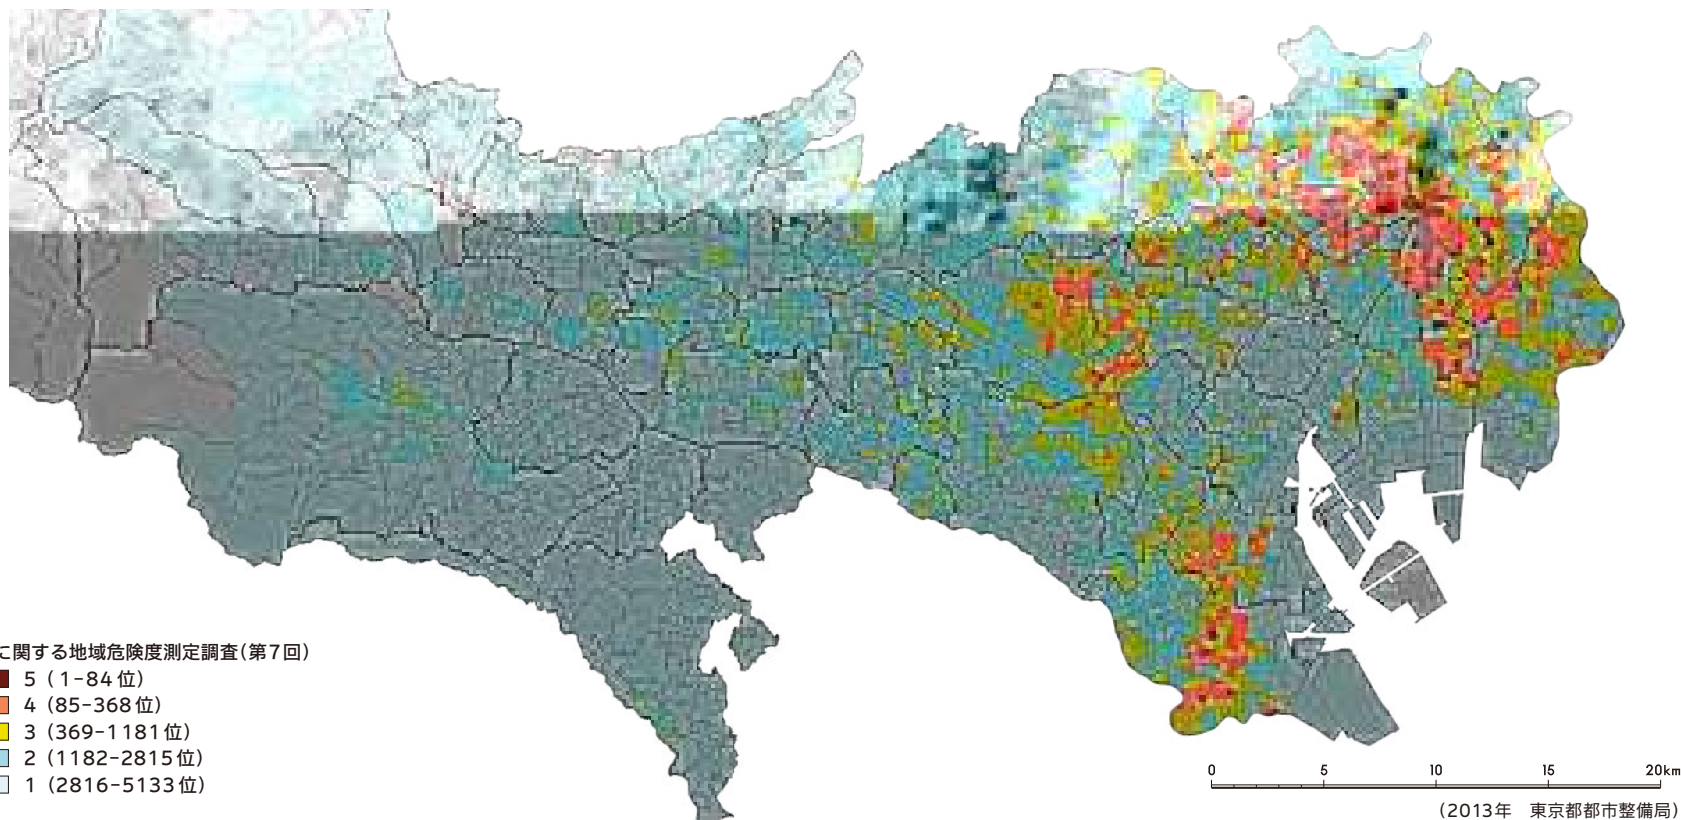 に関する地域危険度測定調査(第7回)
5(1-84位)
4(85-368位)
3(369-1181位)
2(1182-2815位)
1(2816-5133位)
0 5 10 15 20km
(2013年 東京都都市整備局)